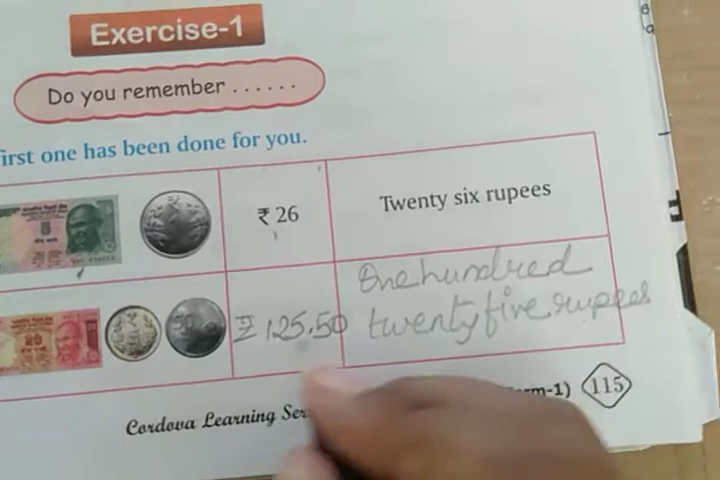 Exercise-1
Do you remember . . . . . .
first one has been done for you.
₹ 26
Twenty six rupees
₹ 125.50
One hundred
twenty five rupees
Cordova Learning Ser
m-1) 115